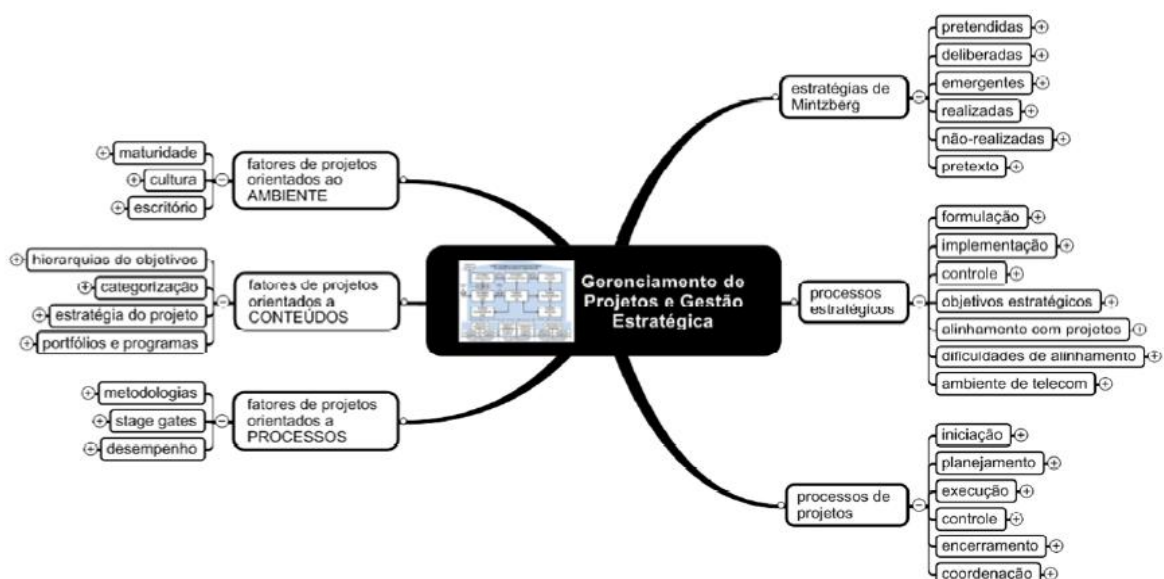 pretendidas
deliberadas
emergentes
realizadas
não-realizadas
pretexto
estratégias de
Mintzberg
fatores de projetos
orientados ao
AMBIENTE
maturidade
cultura
escritório
fatores de projetos
orientados a
CONTEÚDOS
hierarquias de objetivos
categorização
estratégia do projeto
portfólios e programas
fatores de projetos
orientados a
PROCESSOS
metodologias
stage gates
desempenho
Gerenciamento de
Projetos e Gestão
Estratégica
processos
estratégicos
formulação
implementação
controle
objetivos estratégicos
alinhamento com projetos
dificuldades de alinhamento
ambiente de telecom
processos de
projetos
iniciação
planejamento
execução
controle
encerramento
coordenação